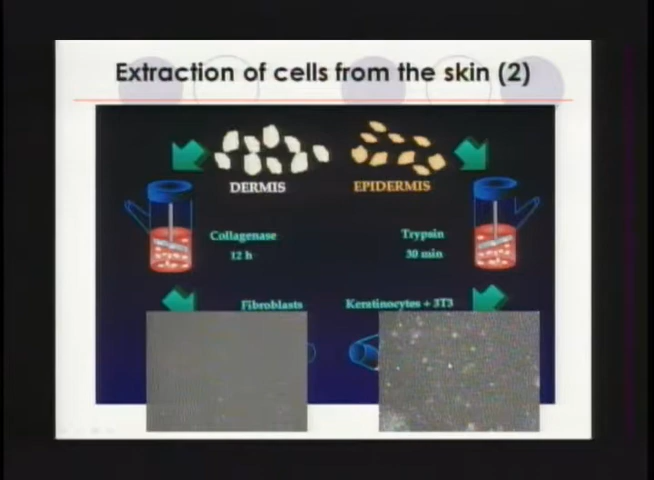 Extraction of cells from the skin (2)
DERMIS EPIDERMIS
Collagenase
12 h
Trypsin
30 min
Fibroblasts Keratinocytes + 3T3